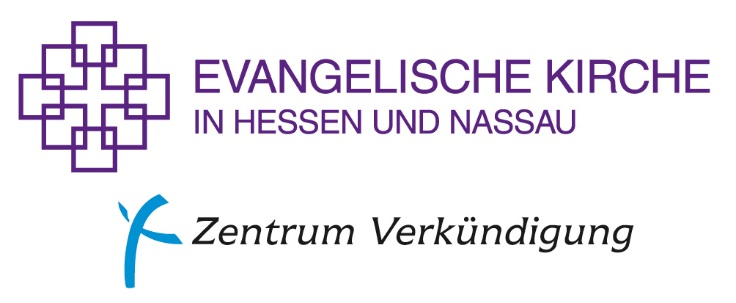 EVANGELISCHE KIRCHE
IN HESSEN UND NASSAU
Zentrum Verkündigung